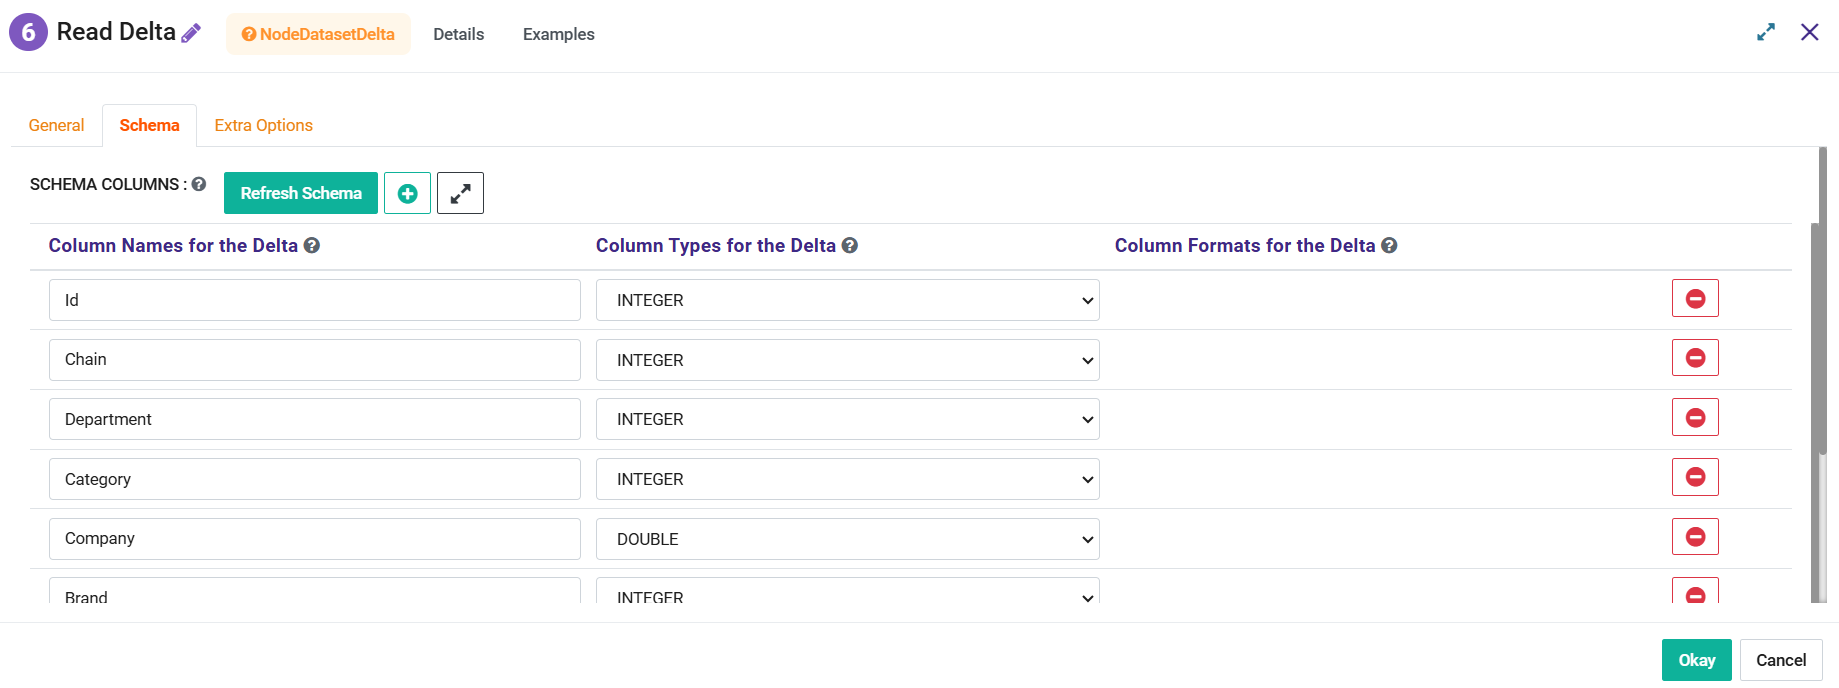 6 Read Delta NodeDatasetDelta Details Examples
General Schema Extra Options
SCHEMA COLUMNS : Refresh Schema
Column Names for the Delta Column Types for the Delta Column Formats for the Delta
Id INTEGER
Chain INTEGER
Department INTEGER
Category INTEGER
Company DOUBLE
Brand INTEGER
Okay Cancel